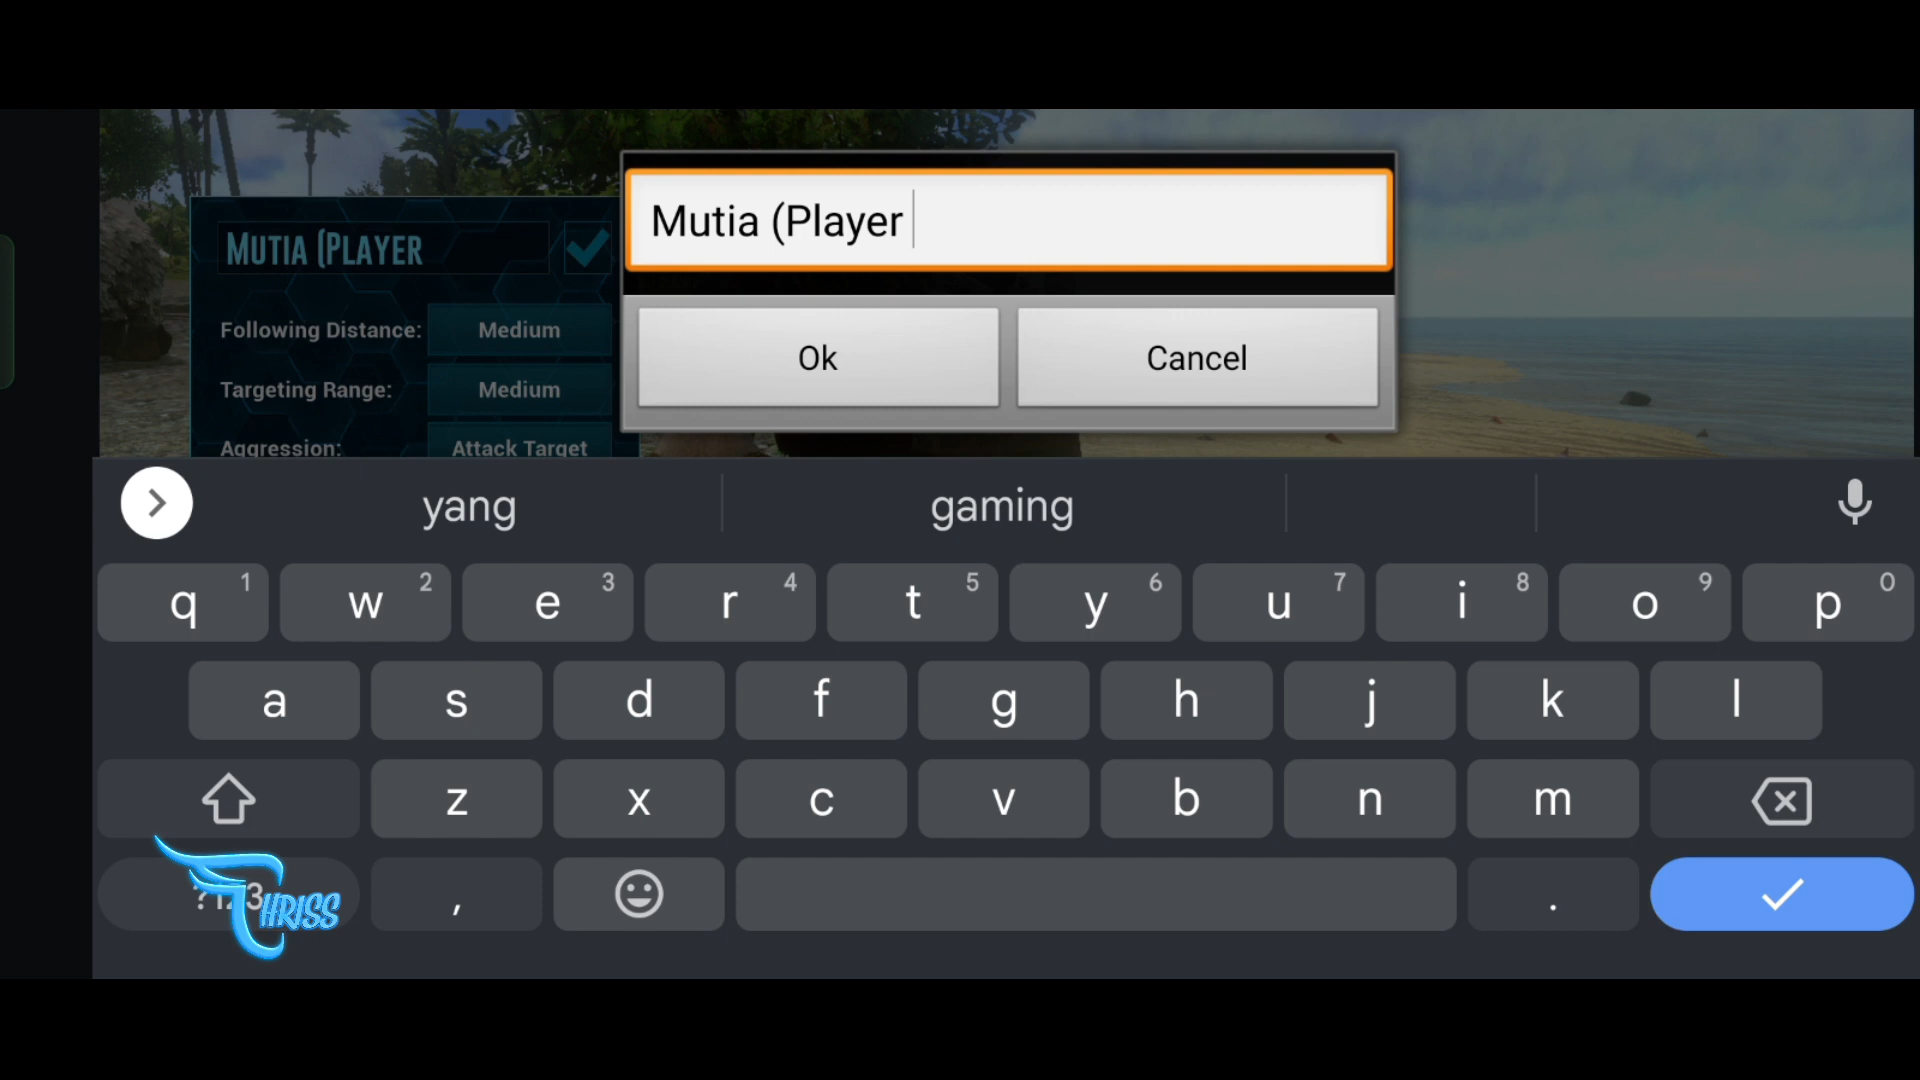 Mutia (Player
MUTIA (PLAYER
Following Distance: Medium
Targeting Range: Medium
Aggression: Attack Target
Ok Cancel
yang gaming
q 1 w 2 e 3 r 4 t 5 y 6 u 7 i 8 o 9 p 0
a s d f g h j k l
z x c v b n m
?123 , .
THRISS